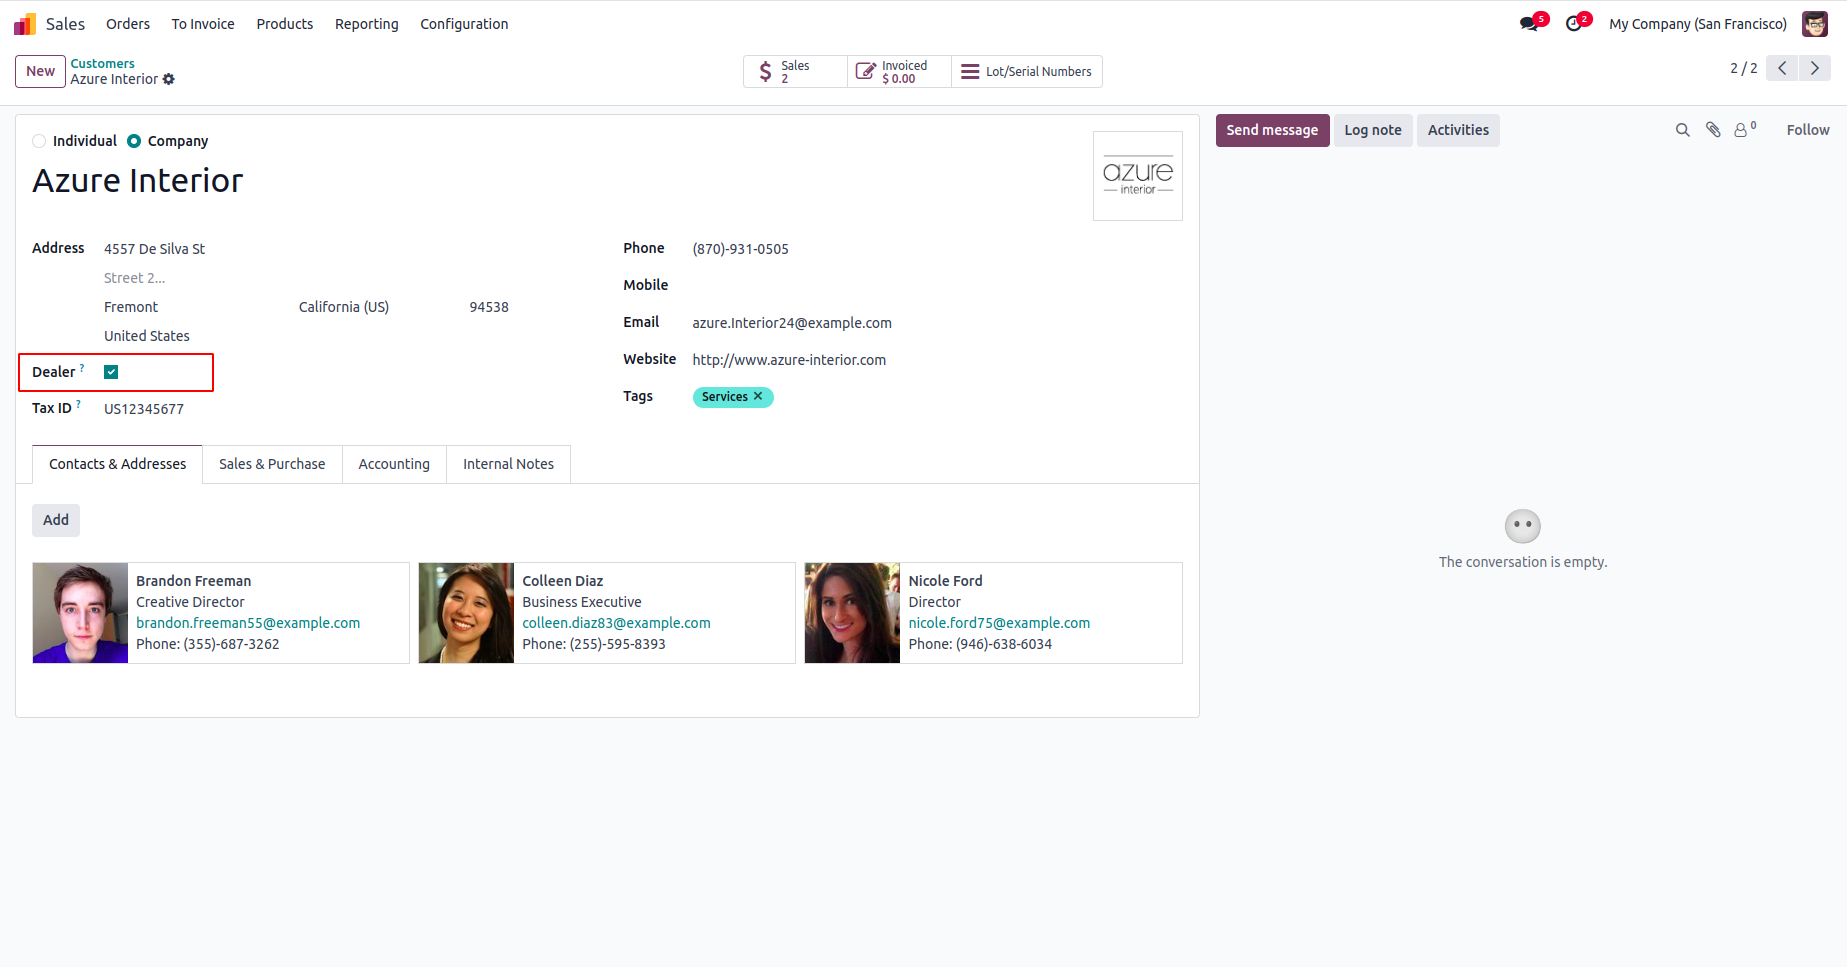 Sales Orders To Invoice Products Reporting Configuration 5 2 My Company (San Francisco)
New Customers
Azure Interior
Sales
2
Invoiced
$ 0.00
Lot/Serial Numbers
2 / 2
Individual Company
Azure Interior
azure
interior
Address 4557 De Silva St
Street 2...
Fremont California (US) 94538
United States
Dealer ?
Tax ID ? US12345677
Phone (870)-931-0505
Mobile
Email azure.Interior24@example.com
Website http://www.azure-interior.com
Tags Services ✕
Contacts & Addresses Sales & Purchase Accounting Internal Notes
Add
Brandon Freeman
Creative Director
brandon.freeman55@example.com
Phone: (355)-687-3262
Colleen Diaz
Business Executive
colleen.diaz83@example.com
Phone: (255)-595-8393
Nicole Ford
Director
nicole.ford75@example.com
Phone: (946)-638-6034
Send message Log note Activities 0 Follow
The conversation is empty.